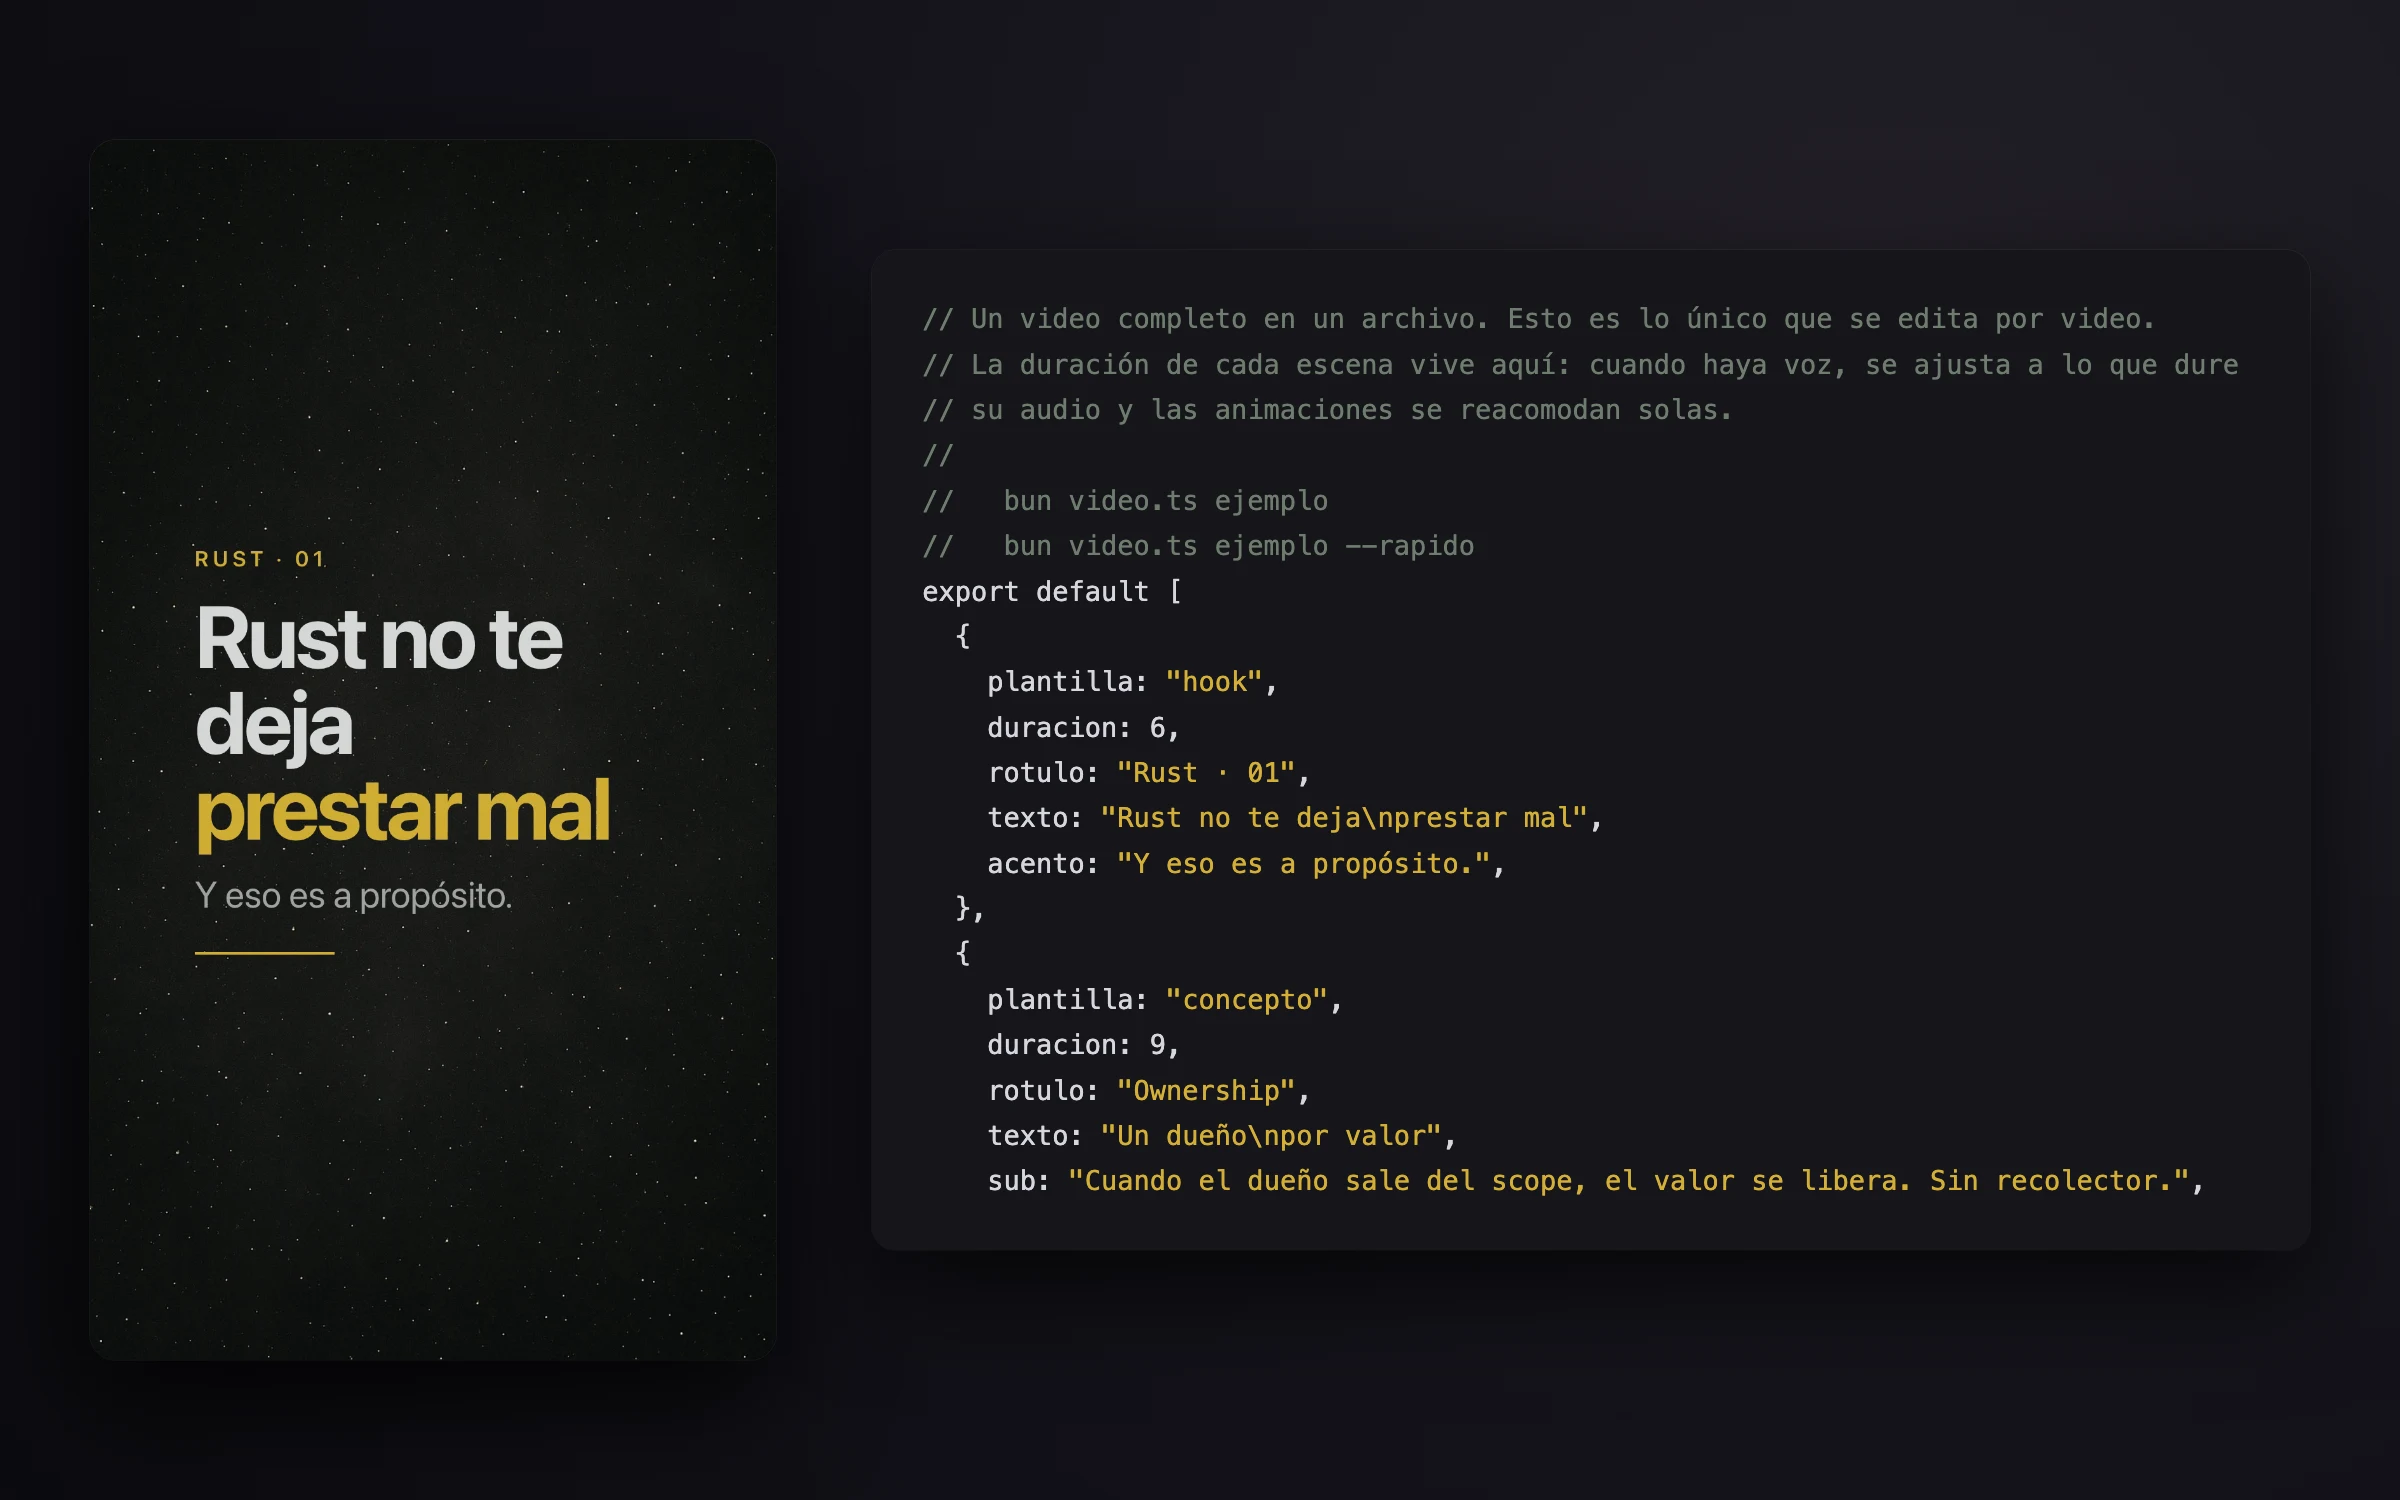 RUST · 01
Rust no te
deja
prestar mal
Y eso es a propósito.
// Un video completo en un archivo. Esto es lo único que se edita por video.
// La duración de cada escena vive aquí: cuando haya voz, se ajusta a lo que dure
// su audio y las animaciones se reacomodan solas.
//
//   bun video.ts ejemplo
//   bun video.ts ejemplo --rapido
export default [
  {
    plantilla: "hook",
    duracion: 6,
    rotulo: "Rust · 01",
    texto: "Rust no te deja\nprestar mal",
    acento: "Y eso es a propósito.",
  },
  {
    plantilla: "concepto",
    duracion: 9,
    rotulo: "Ownership",
    texto: "Un dueño\npor valor",
    sub: "Cuando el dueño sale del scope, el valor se libera. Sin recolector.",